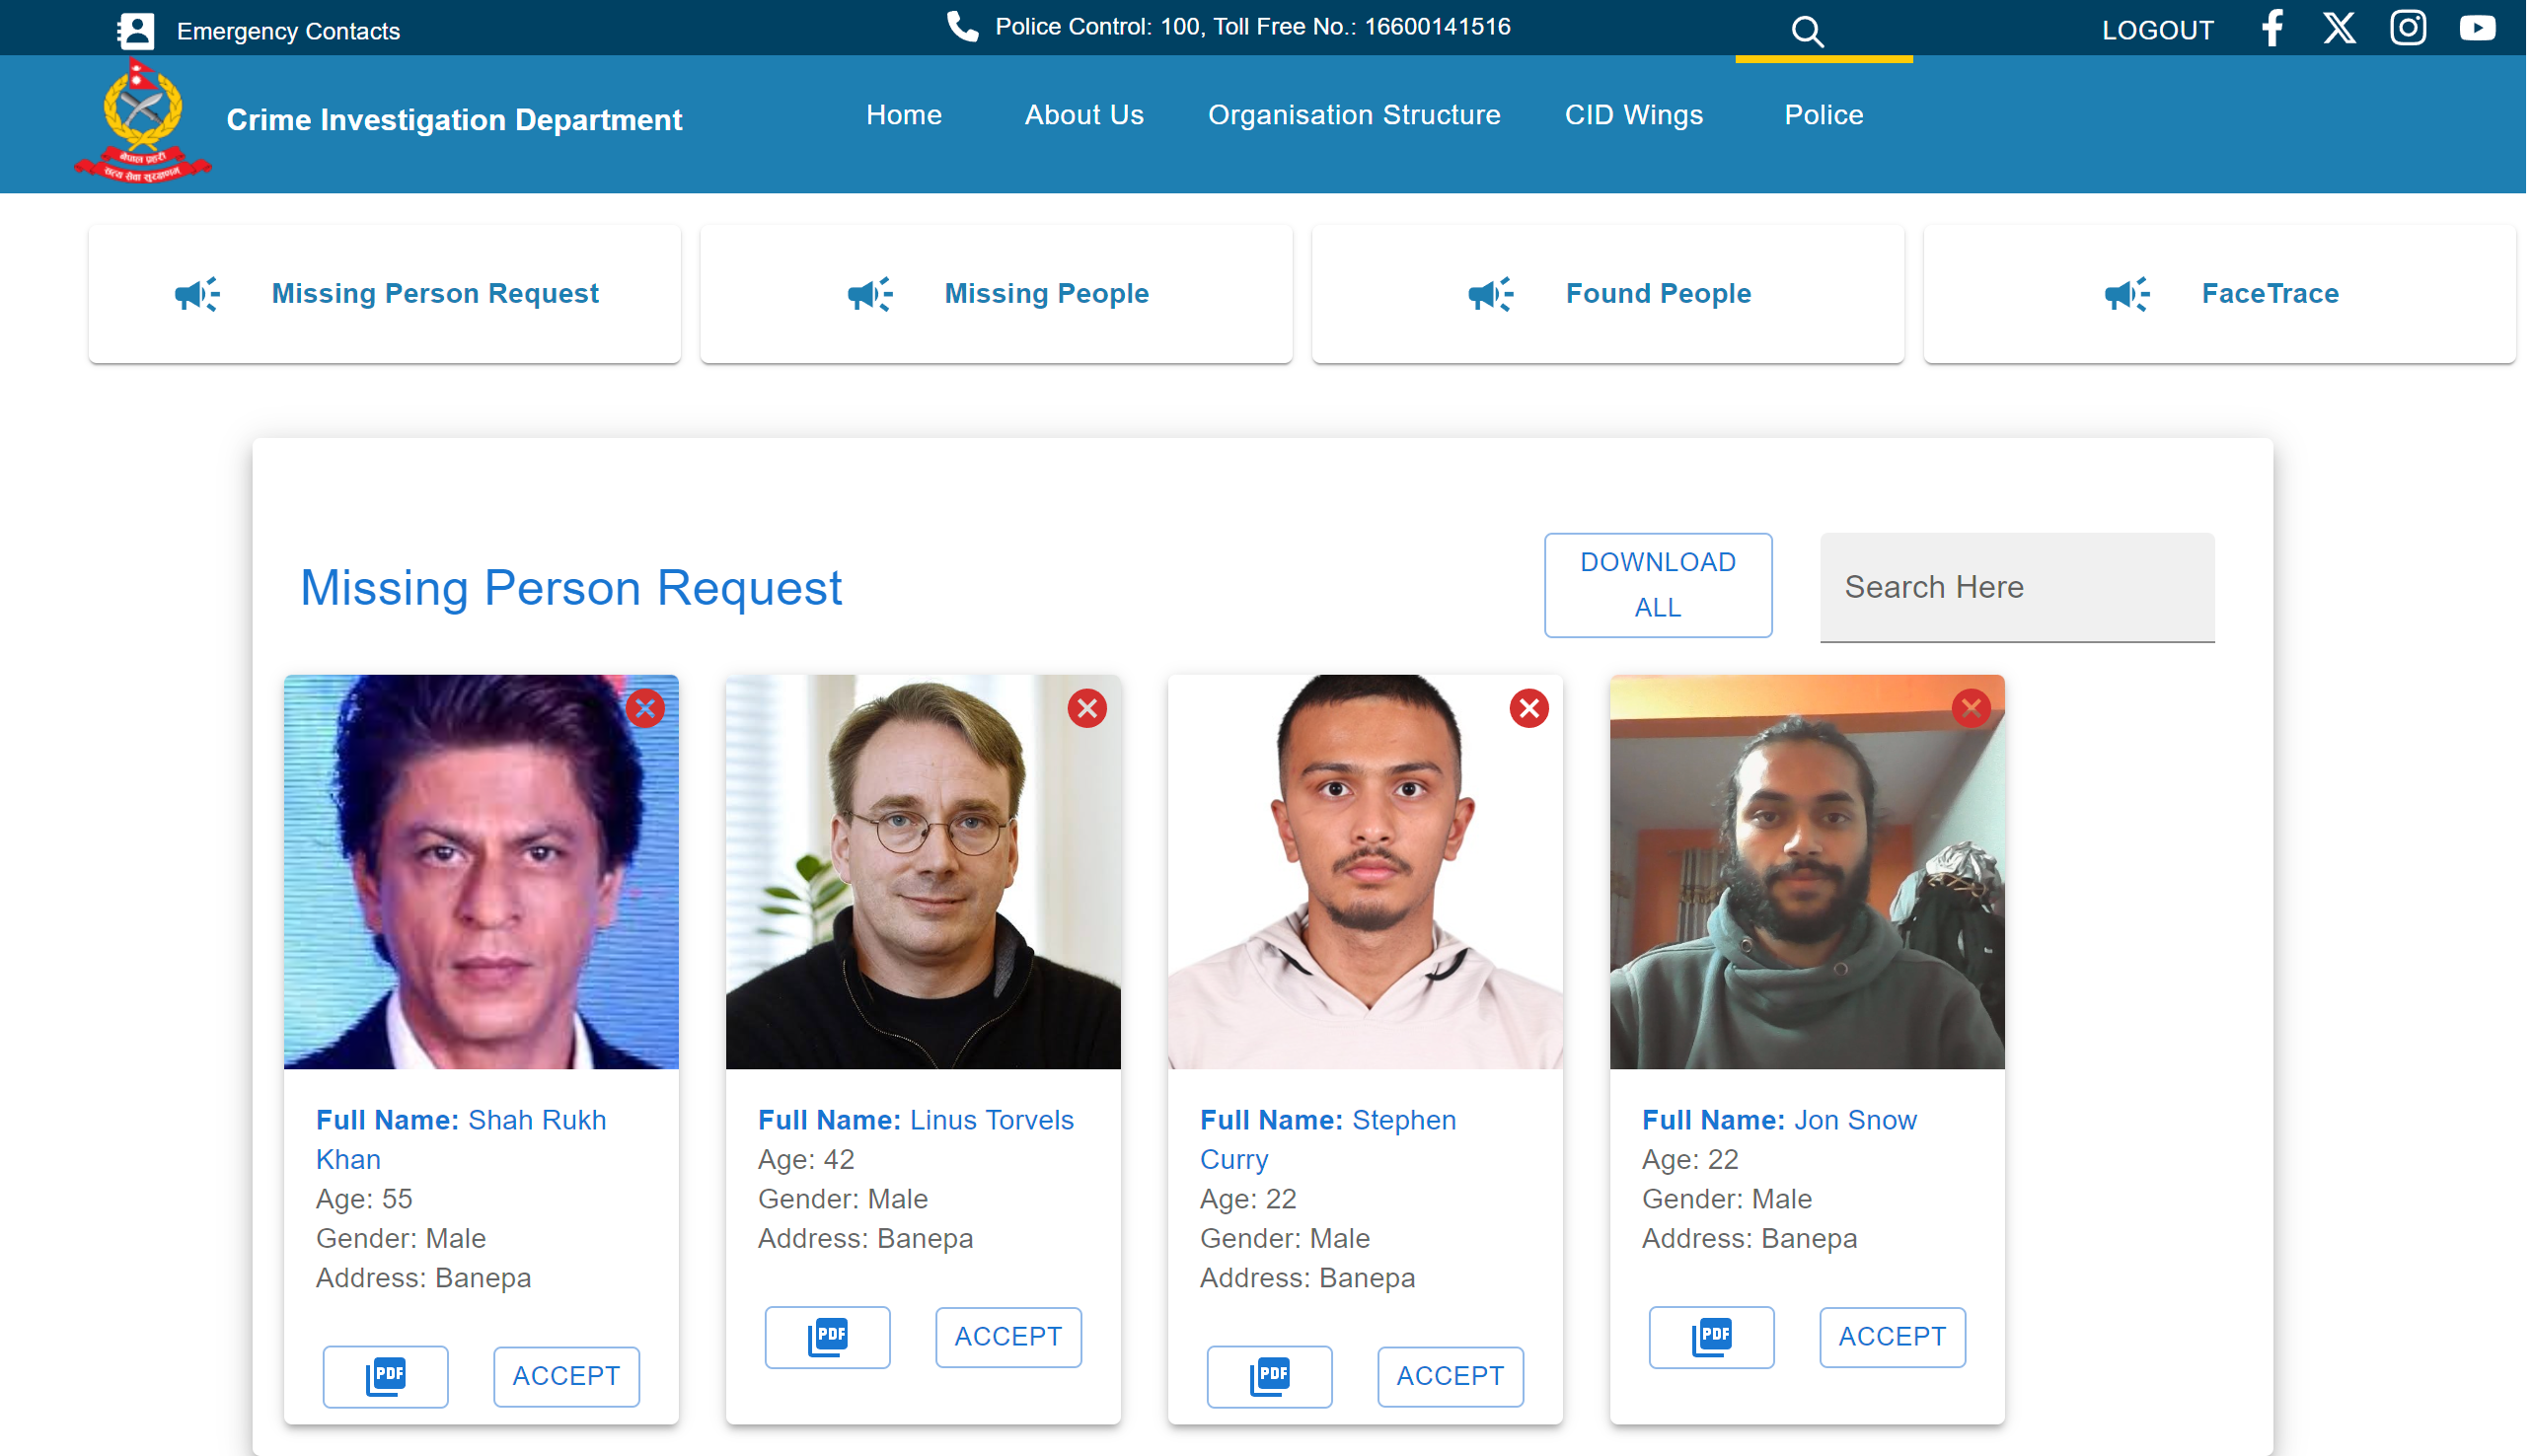 Emergency Contacts
Police Control: 100, Toll Free No.: 16600141516
LOGOUT
नेपाल प्रहरी
सत्य सेवा सुरक्षणम्
Crime Investigation Department
Home
About Us
Organisation Structure
CID Wings
Police
Missing Person Request
Missing People
Found People
FaceTrace
Missing Person Request
DOWNLOAD
ALL
Search Here
Full Name: Shah Rukh
Khan
Age: 55
Gender: Male
Address: Banepa
PDF
ACCEPT
Full Name: Linus Torvels
Age: 42
Gender: Male
Address: Banepa
PDF
ACCEPT
Full Name: Stephen
Curry
Age: 22
Gender: Male
Address: Banepa
PDF
ACCEPT
Full Name: Jon Snow
Age: 22
Gender: Male
Address: Banepa
PDF
ACCEPT